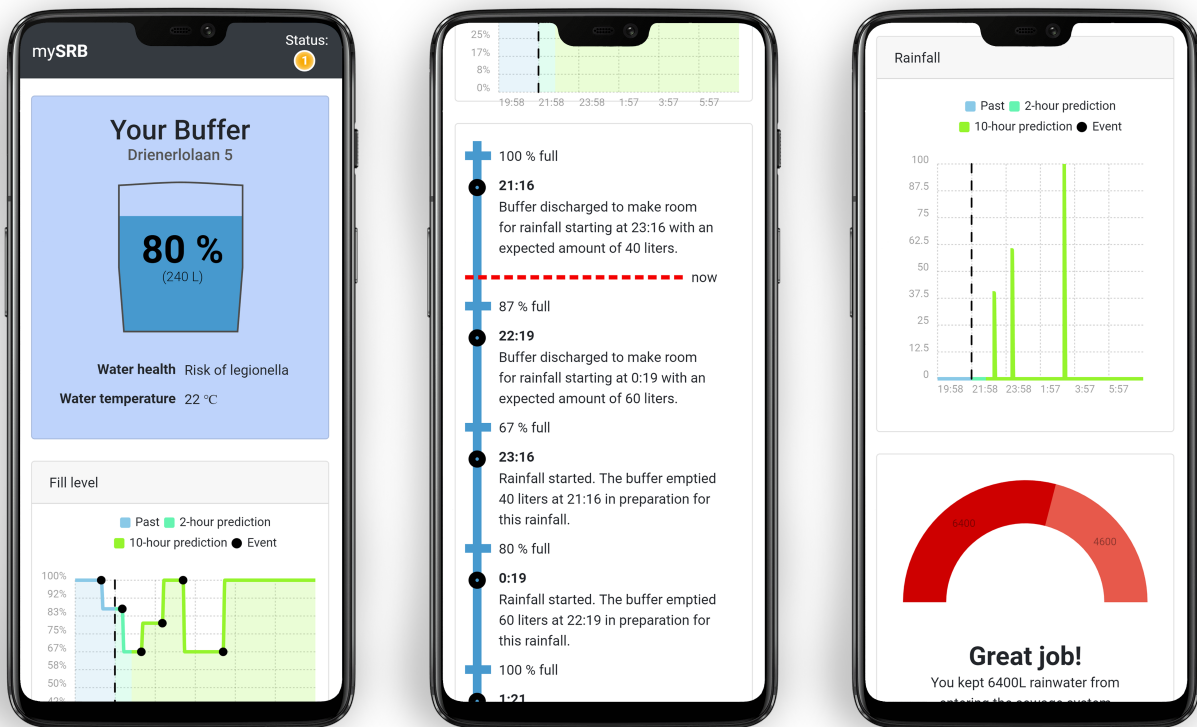 mySRB
Status:
1
Your Buffer
Drienerlolaan 5
80 %
(240 L)
Water health Risk of legionella
Water temperature 22 °C
Fill level
Past 2-hour prediction
10-hour prediction Event
100%
92%
83%
75%
67%
58%
50%
42%
25%
17%
8%
0%
19:58 21:58 23:58 1:57 3:57 5:57
100 % full
21:16
Buffer discharged to make room
for rainfall starting at 23:16 with an
expected amount of 40 liters.
now
87 % full
22:19
Buffer discharged to make room
for rainfall starting at 0:19 with an
expected amount of 60 liters.
67 % full
23:16
Rainfall started. The buffer emptied
40 liters at 21:16 in preparation for
this rainfall.
80 % full
0:19
Rainfall started. The buffer emptied
60 liters at 22:19 in preparation for
this rainfall.
100 % full
1:21
Rainfall
Past 2-hour prediction
10-hour prediction Event
100
87.5
75
62.5
50
37.5
25
12.5
0
19:58 21:58 23:58 1:57 3:57 5:57
6400
4600
Great job!
You kept 6400L rainwater from
entering the sewage system